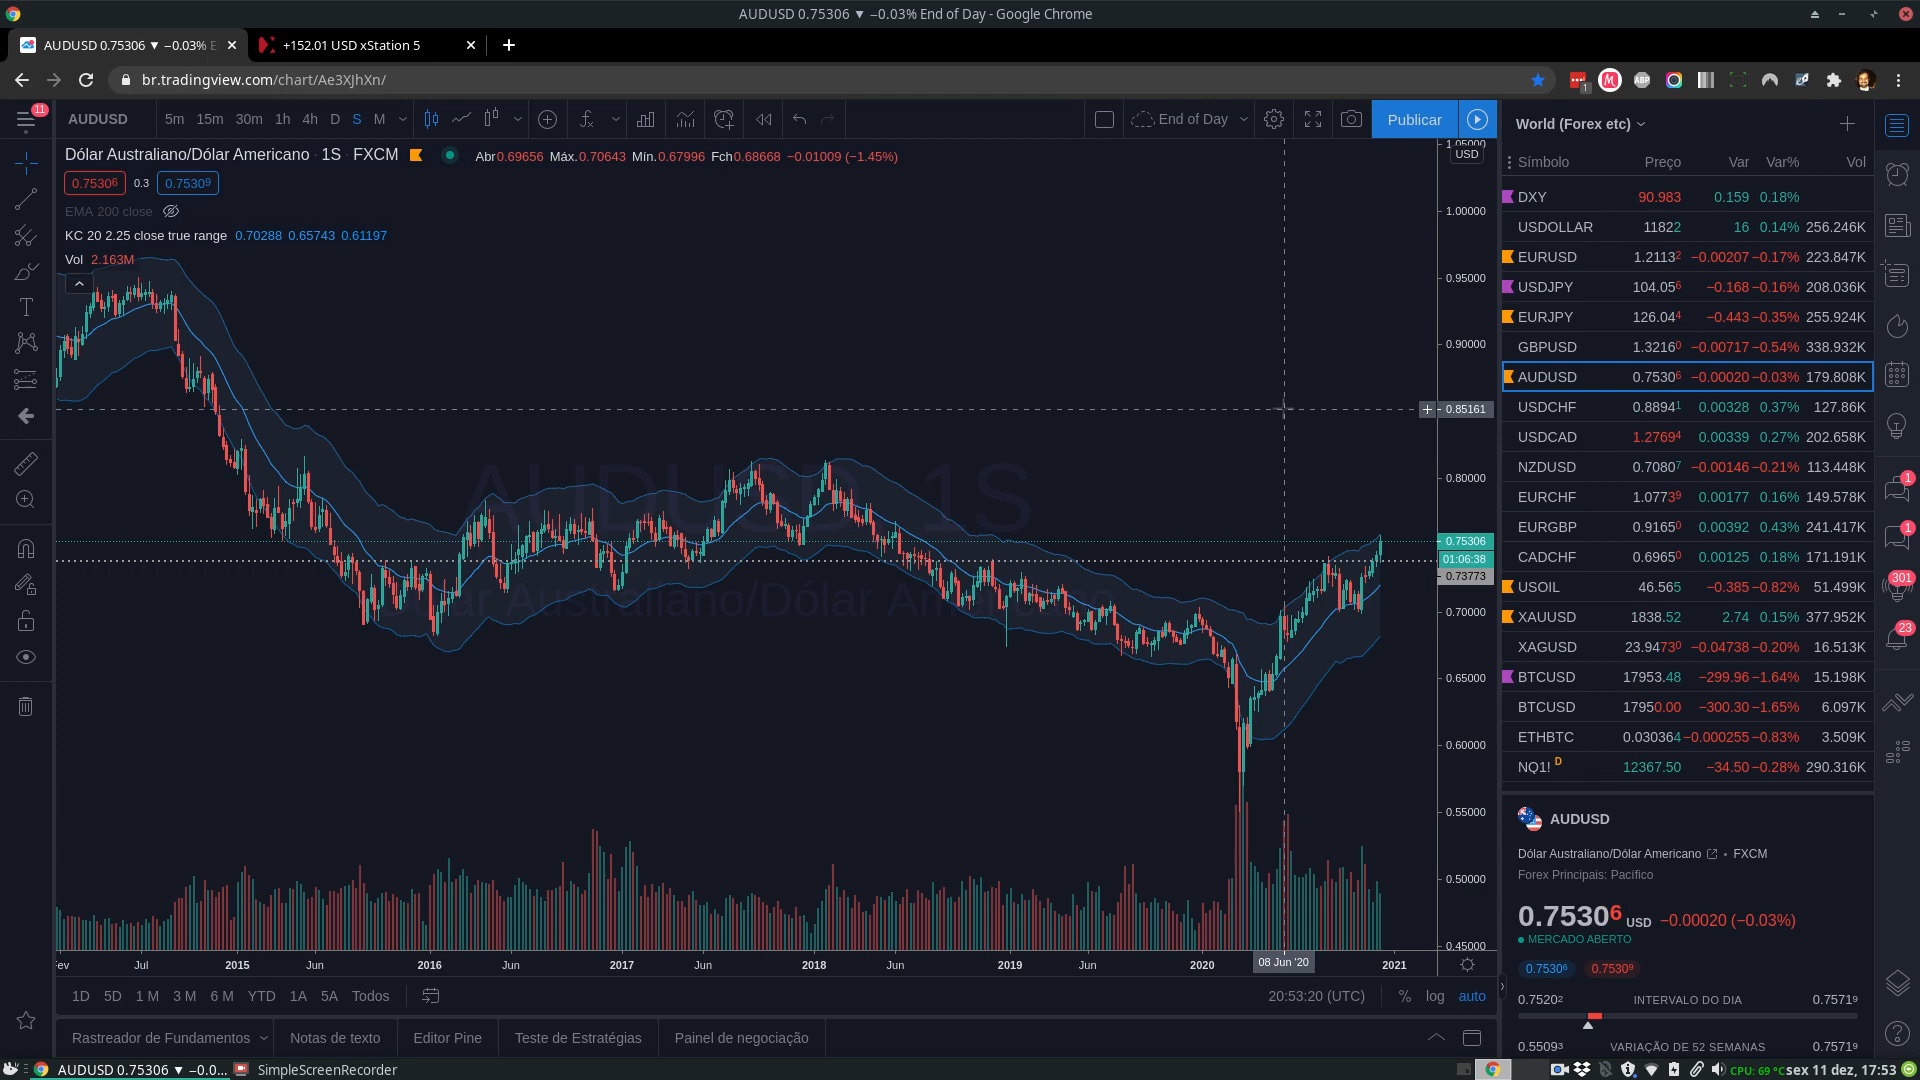 AUDUSD 0.75306 ▼ −0.03% End of Day - Google Chrome
AUDUSD 0.75306 ▼ −0.03% E
+152.01 USD xStation 5
br.tradingview.com/chart/Ae3XJhXn/
1
ABP
11
AUDUSD
5m 15m 30m 1h 4h D S M
End of Day
Publicar
Dólar Australiano/Dólar Americano · 1S · FXCM
Abr0.69656 Máx.0.70643 Mín.0.67996 Fch0.68668 −0.01009 (−1.45%)
0.75306 0.3 0.75309
EMA 200 close
KC 20 2.25 close true range 0.70288 0.65743 0.61197
Vol 2.163M
AUDUSD, 1S
Dólar Australiano/Dólar Americano
1.05000
USD
1.00000
0.95000
0.90000
0.85161
0.80000
0.75306
01:06:38
0.73773
0.70000
0.65000
0.60000
0.55000
0.50000
0.45000
Jul 2015 Jun 2016 Jun 2017 Jun 2018 Jun 2019 Jun 2020 08 Jun '20 2021
1D 5D 1 M 3 M 6 M YTD 1A 5A Todos
20:53:20 (UTC) % log auto
Rastreador de Fundamentos Notas de texto Editor Pine Teste de Estratégias Painel de negociação
World (Forex etc)
Símbolo Preço Var Var% Vol
DXY 90.983 0.159 0.18%
USDOLLAR 11822 16 0.14% 256.246K
EURUSD 1.21132 −0.00207 −0.17% 223.847K
USDJPY 104.056 −0.168 −0.16% 208.036K
EURJPY 126.044 −0.443 −0.35% 255.924K
GBPUSD 1.32160 −0.00717 −0.54% 338.932K
AUDUSD 0.75306 −0.00020 −0.03% 179.808K
USDCHF 0.88941 0.00328 0.37% 127.86K
USDCAD 1.27694 0.00339 0.27% 202.658K
NZDUSD 0.70807 −0.00146 −0.21% 113.448K
EURCHF 1.07739 0.00177 0.16% 149.578K
EURGBP 0.91650 0.00392 0.43% 241.417K
CADCHF 0.69650 0.00125 0.18% 171.191K
USOIL 46.565 −0.385 −0.82% 51.499K
XAUUSD 1838.52 2.74 0.15% 377.952K
XAGUSD 23.94730 −0.04738 −0.20% 16.513K
BTCUSD 17953.48 −299.96 −1.64% 15.198K
BTCUSD 17950.00 −300.30 −1.65% 6.097K
ETHBTC 0.030364 −0.000255 −0.83% 3.509K
NQ1! D 12367.50 −34.50 −0.28% 290.316K
AUDUSD
Dólar Australiano/Dólar Americano • FXCM
Forex Principais: Pacífico
0.75306 USD −0.00020 (−0.03%)
MERCADO ABERTO
0.75306 0.75309
0.75202 INTERVALO DO DIA 0.75719
0.55093 VARIAÇÃO DE 52 SEMANAS 0.75719
1
1
301
23
AUDUSD 0.75306 ▼ −0.0...
SimpleScreenRecorder
CPU: 69 °C
sex 11 dez, 17:53